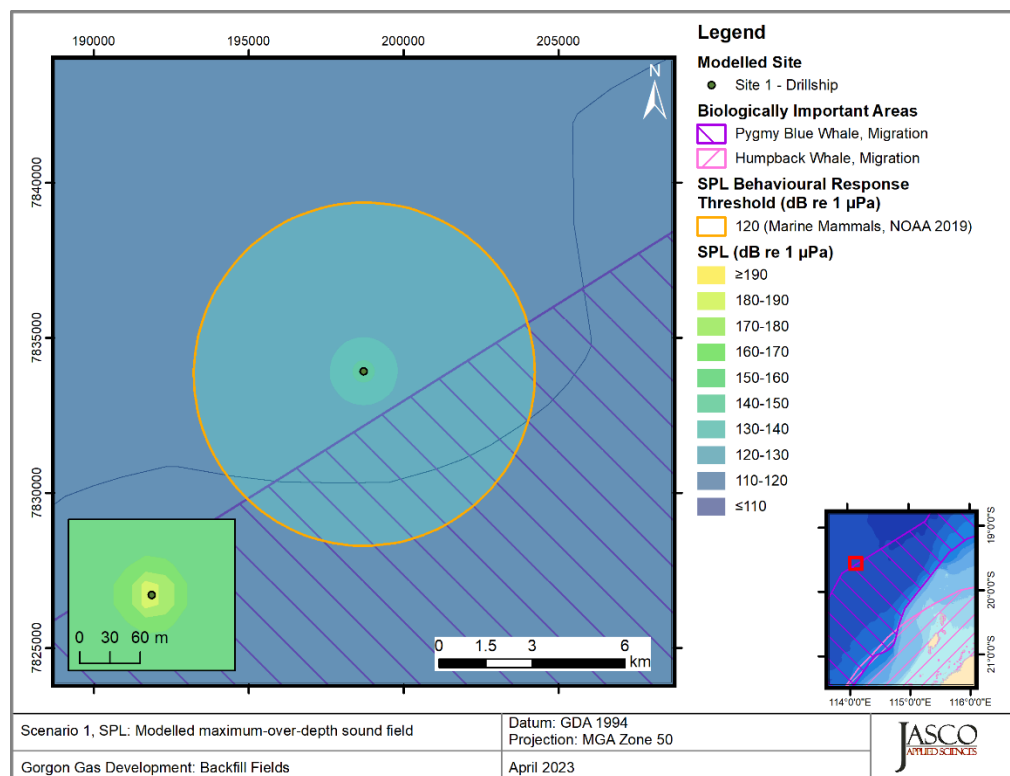 190000
195000
200000
205000
7840000
7835000
7830000
7825000
N
0 30 60 m
0 1.5 3 6
km
Legend
Modelled Site
Site 1 - Drillship
Biologically Important Areas
Pygmy Blue Whale, Migration
Humpback Whale, Migration
SPL Behavioural Response
Threshold (dB re 1 µPa)
120 (Marine Mammals, NOAA 2019)
SPL (dB re 1 µPa)
≥190
180-190
170-180
160-170
150-160
140-150
130-140
120-130
110-120
≤110
19°0'0"S
20°0'0"S
21°0'0"S
114°0'0"E
115°0'0"E
116°0'0"E
Scenario 1, SPL: Modelled maximum-over-depth sound field
Datum: GDA 1994
Projection: MGA Zone 50
Gorgon Gas Development: Backfill Fields
April 2023
JASCO
APPLIED SCIENCES